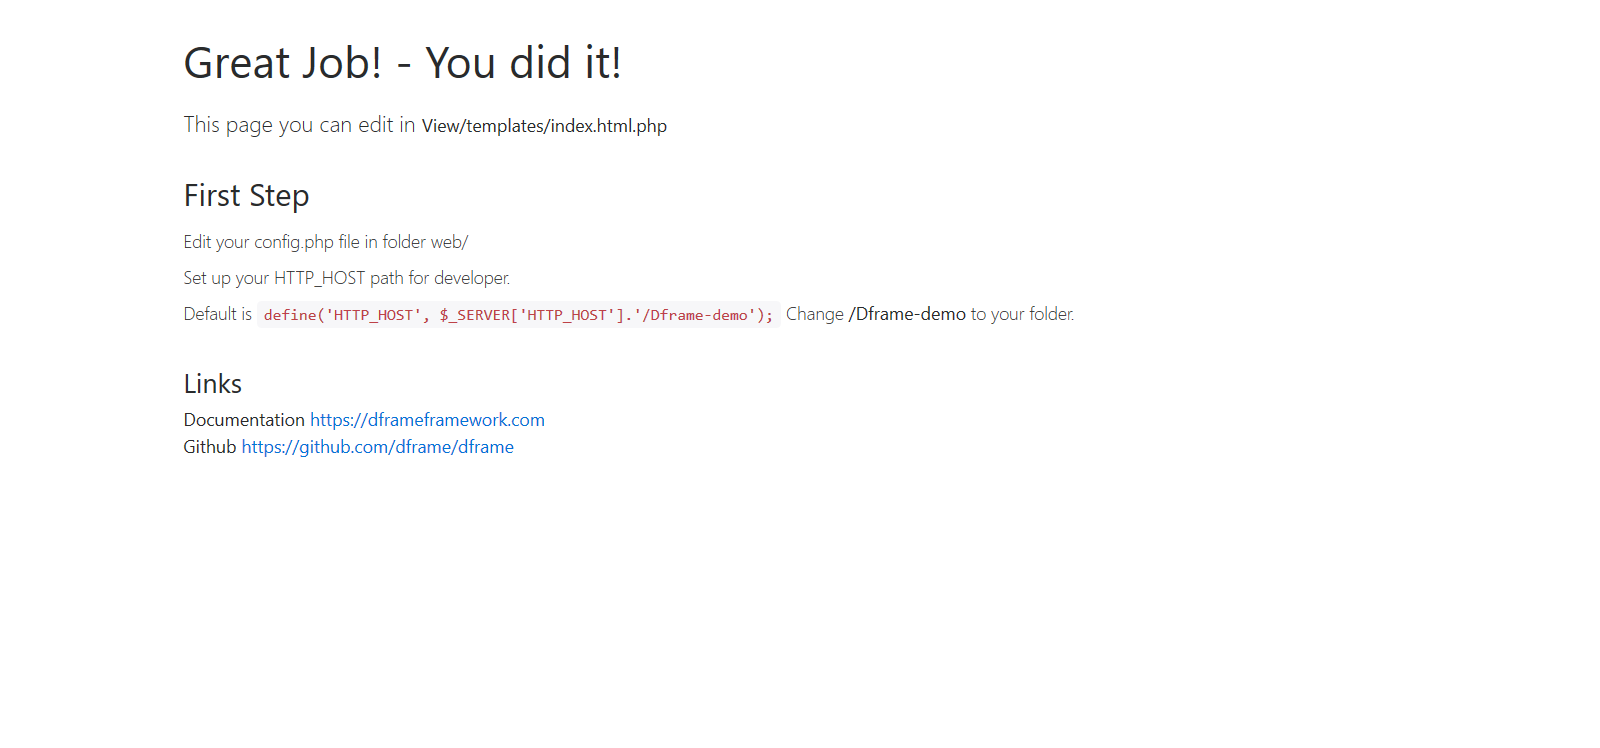 Great Job! - You did it!
This page you can edit in View/templates/index.html.php
First Step
Edit your config.php file in folder web/
Set up your HTTP_HOST path for developer.
Default is define('HTTP_HOST', $_SERVER['HTTP_HOST'].'/Dframe-demo'); Change /Dframe-demo to your folder.
Links
Documentation https://dframeframework.com
Github https://github.com/dframe/dframe